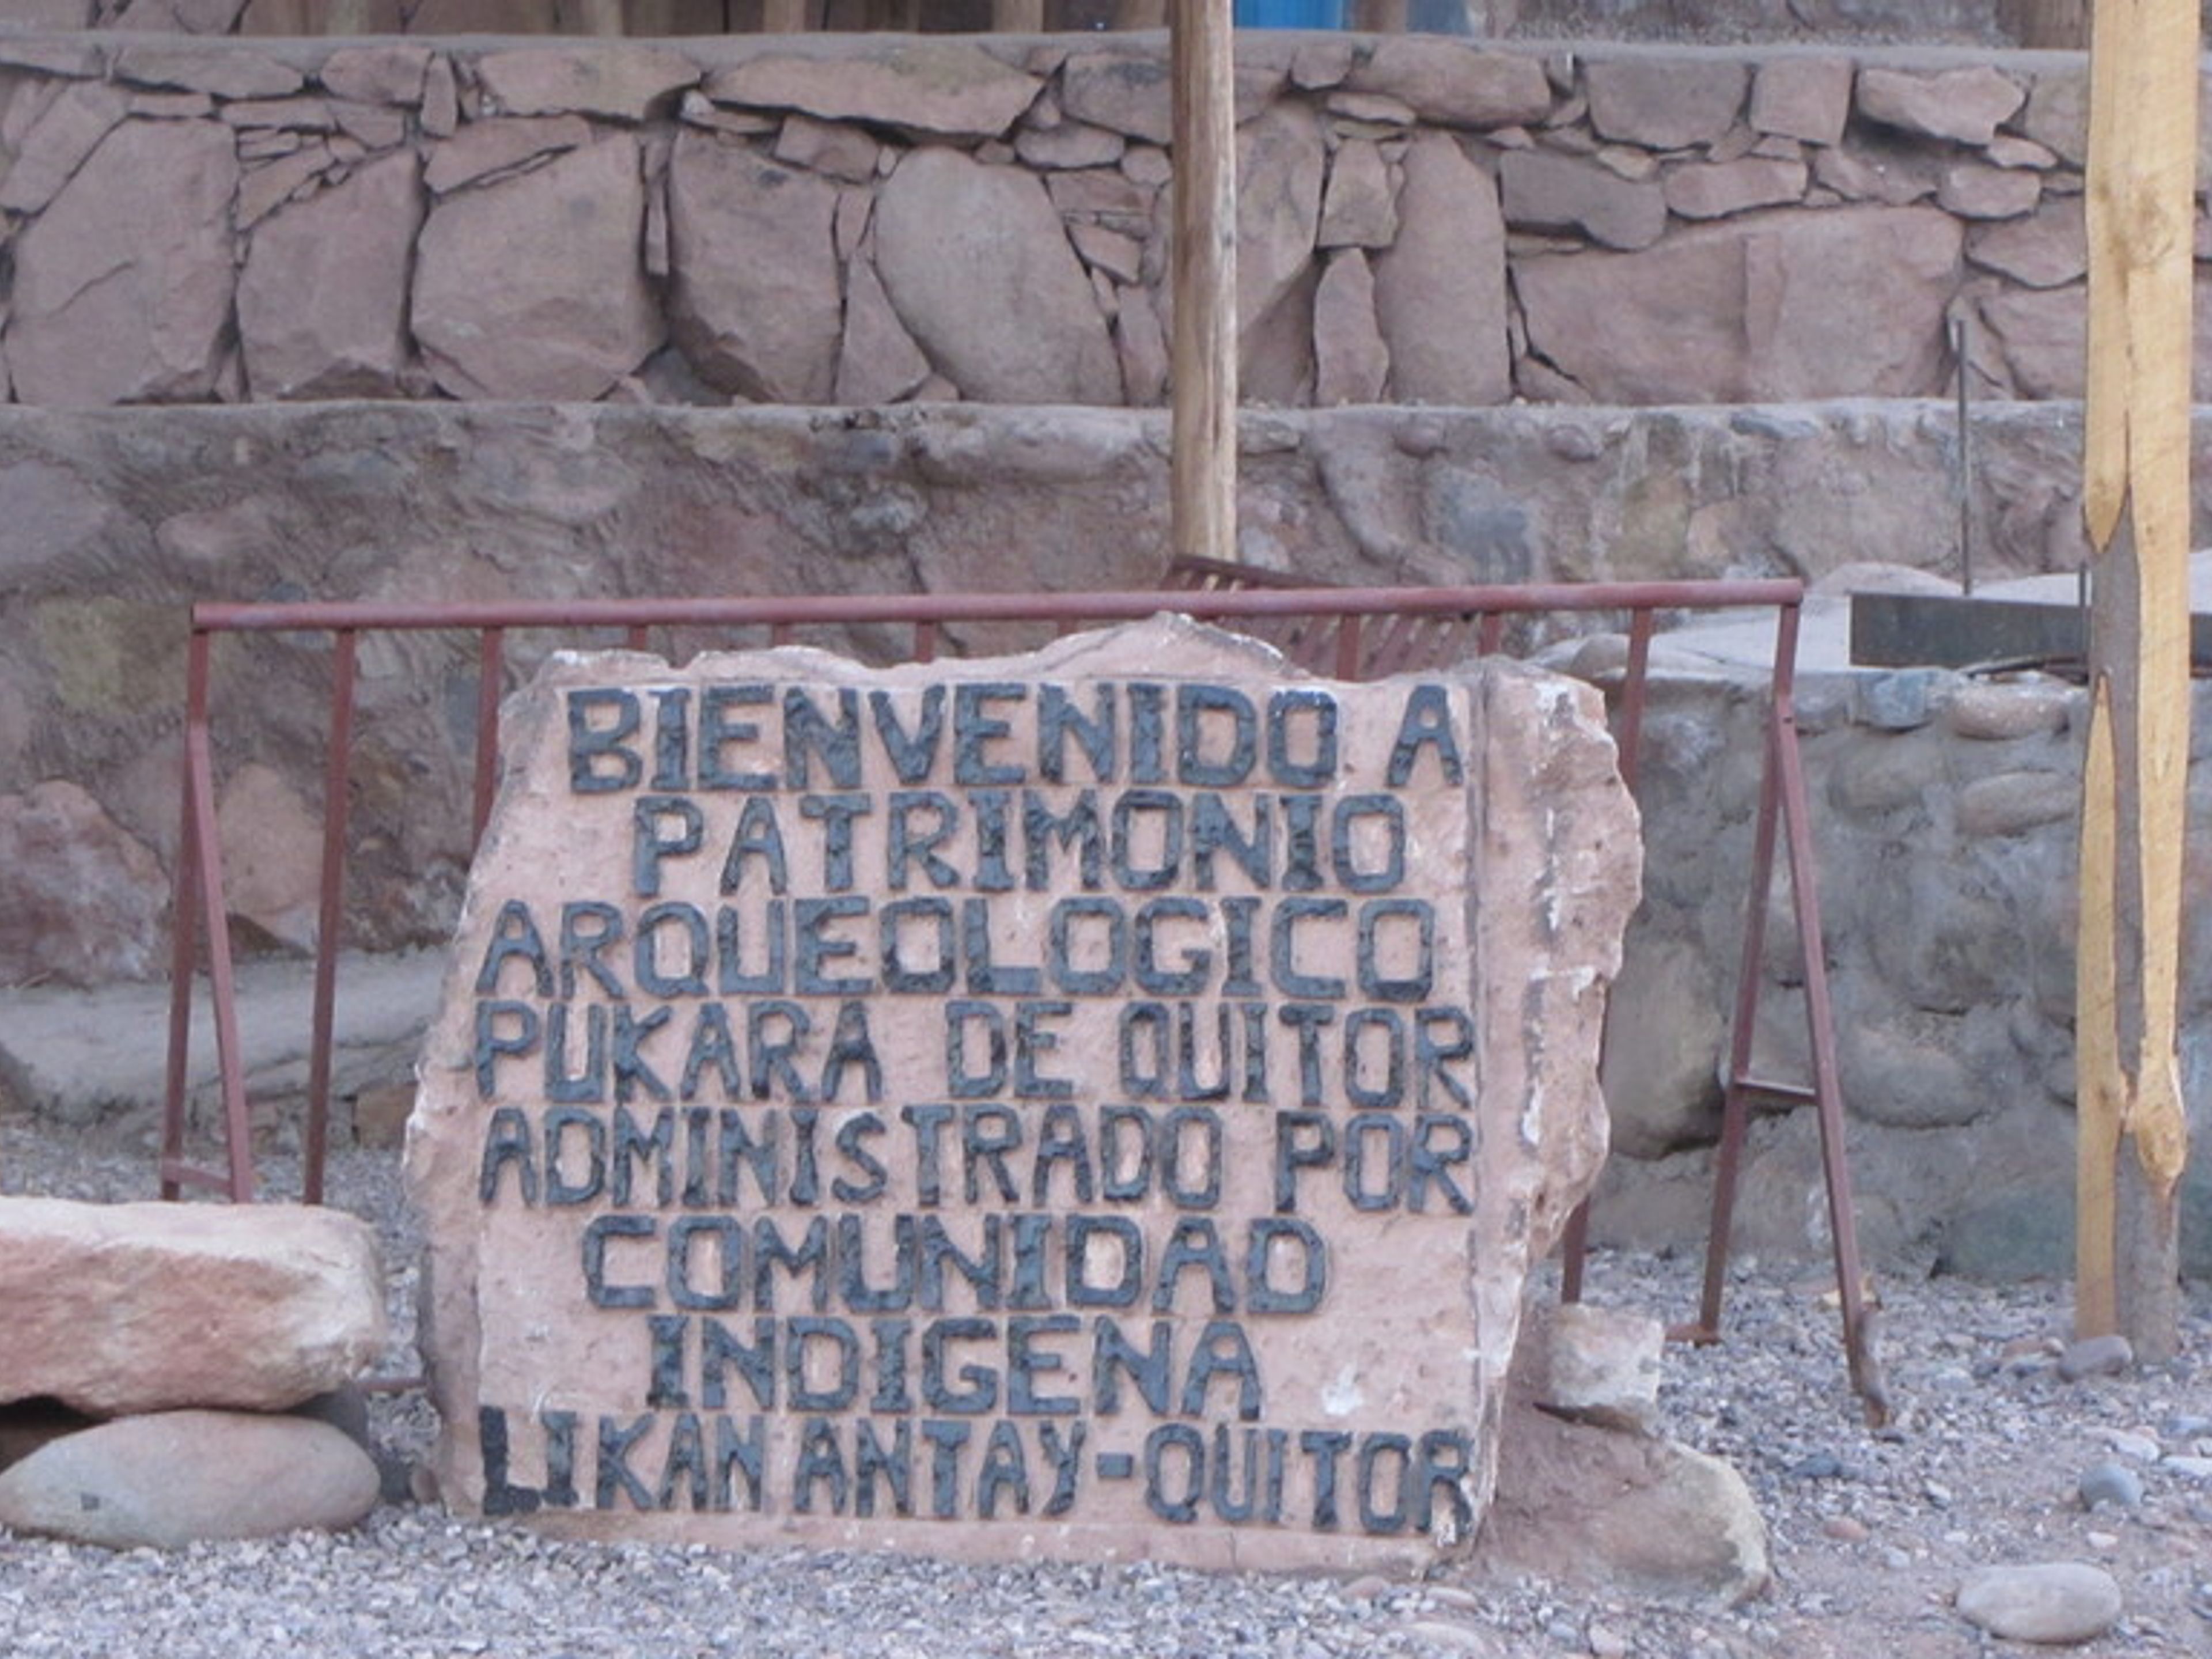 BIENVENIDO A
PATRIMONIO
ARQUEOLOGICO
PUKARA DE QUITOR
ADMINISTRADO POR
COMUNIDAD
INDIGENA
LIKAN ANTAY-QUITOR